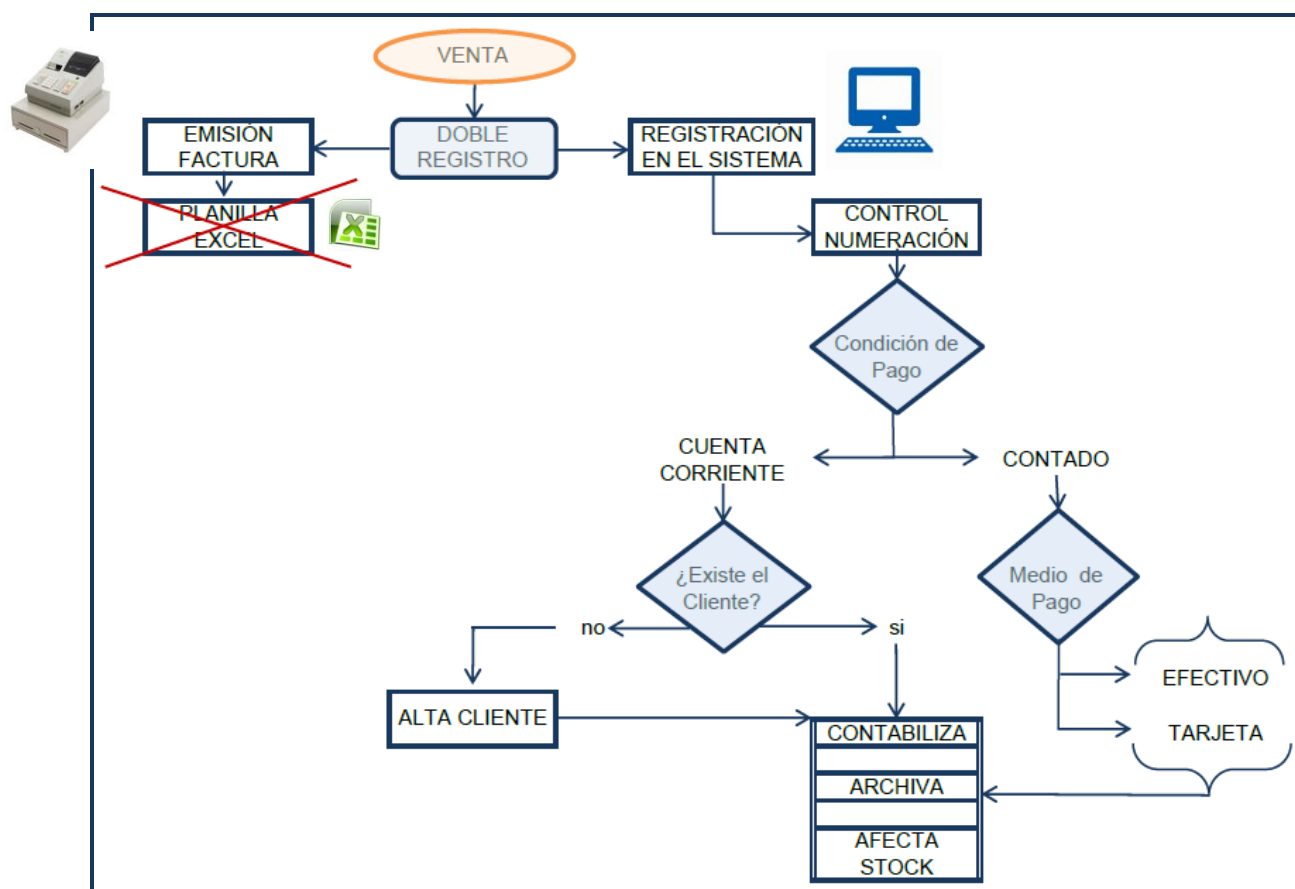 VENTA
EMISIÓN
FACTURA
DOBLE
REGISTRO
REGISTRACIÓN
EN EL SISTEMA
PLANILLA
EXCEL
CONTROL
NUMERACIÓN
Condición de
Pago
CUENTA
CORRIENTE
CONTADO
¿Existe el
Cliente?
Medio de
Pago
no
si
EFECTIVO
TARJETA
ALTA CLIENTE
CONTABILIZA
ARCHIVA
AFECTA
STOCK